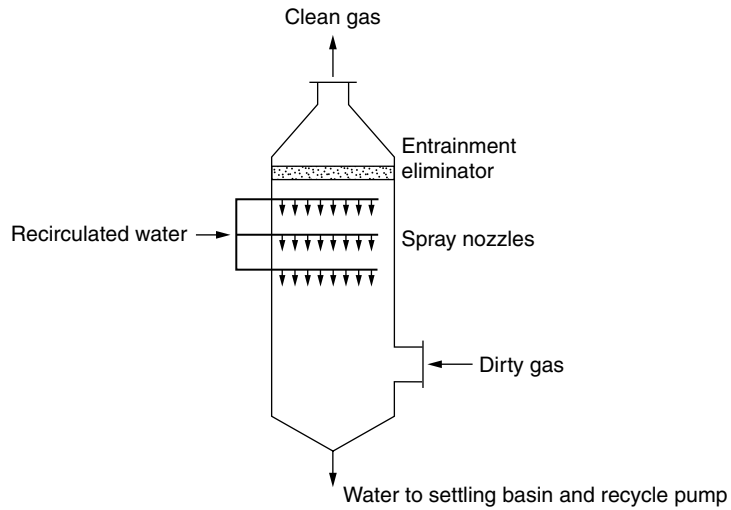 Clean gas
Entrainment
eliminator
Recirculated water
Spray nozzles
Dirty gas
Water to settling basin and recycle pump